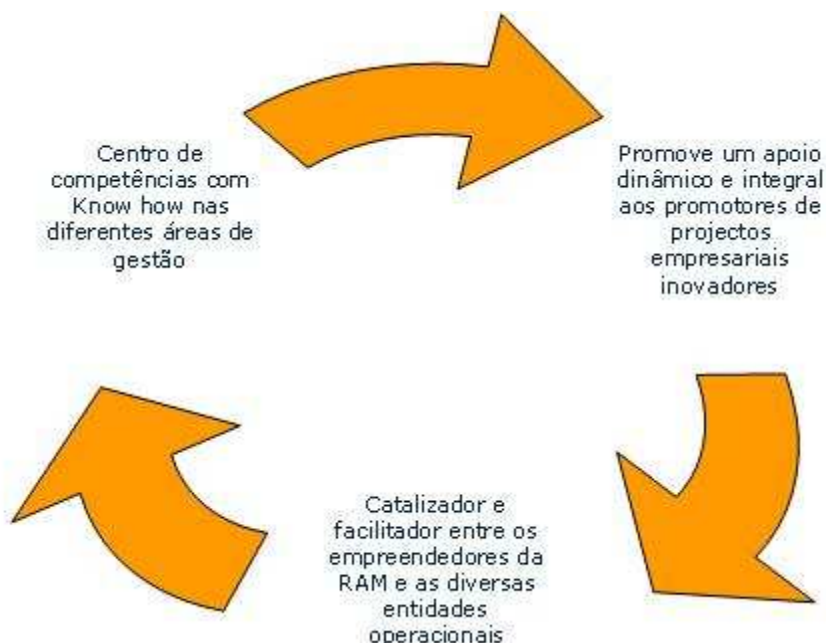 Centro de
competências com
Know how nas
diferentes áreas de
gestão
Promove um apoio
dinâmico e integral
aos promotores de
projectos
empresariais
inovadores
Catalizador e
facilitador entre os
empreendedores da
RAM e as diversas
entidades
operacionais